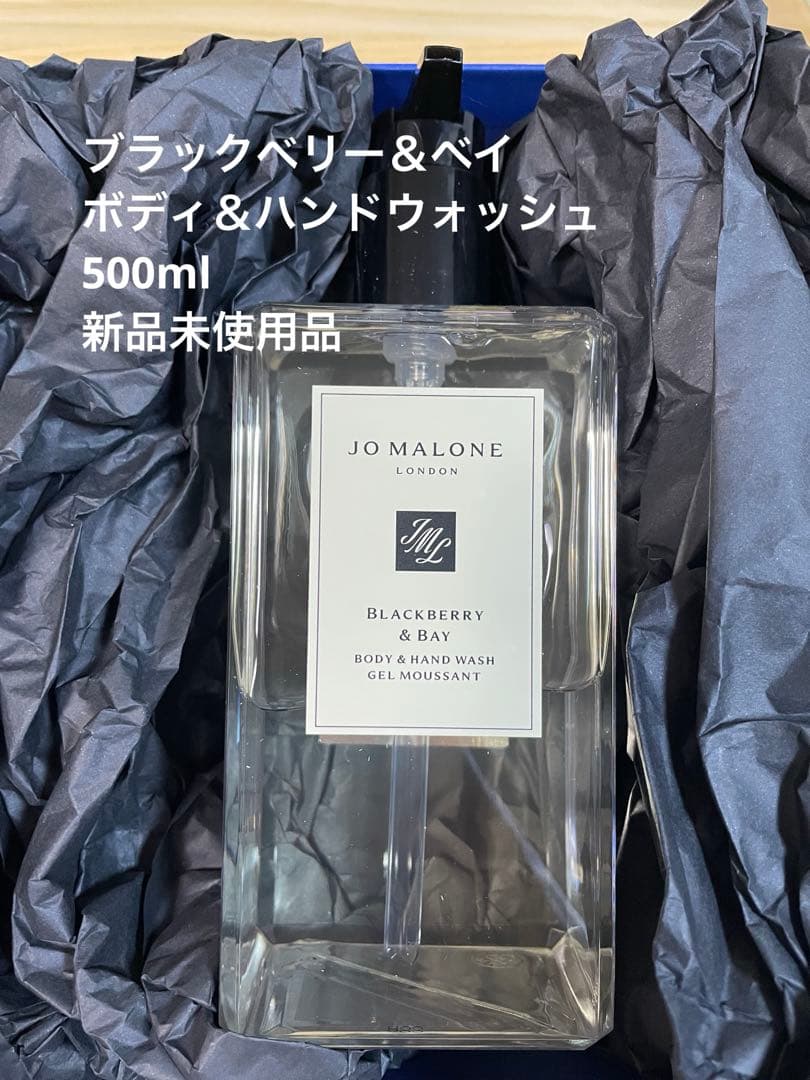 ブラックベリー＆ベイ
ボディ＆ハンドウォッシュ
500ml
新品未使用品
JO MALONE
LONDON
JML
BLACKBERRY
& BAY
BODY & HAND WASH
GEL MOUSSANT